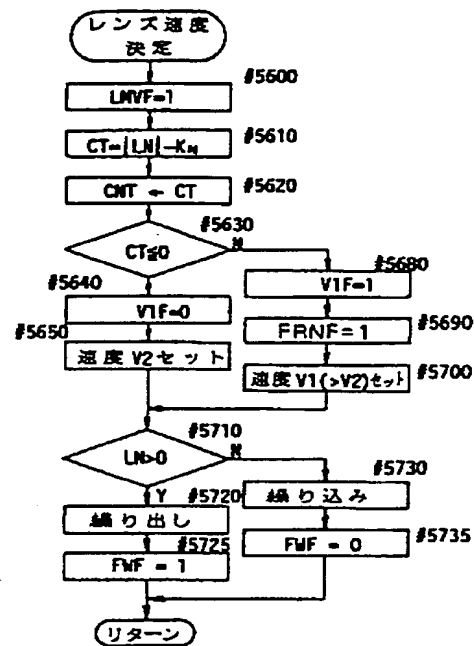 レンズ速度
決定
#5600
LMVF=1
#5610
CT=|LN|-KN
#5620
CNT ← CT
#5630
CT≦0
N
#5640
V1F=0
#5650
速度V2セット
#5680
V1F=1
#5690
FRNF=1
#5700
速度V1(>V2)セット
#5710
LN>0
N
Y
#5720
繰り出し
#5725
FWF = 1
#5730
繰り込み
#5735
FWF = 0
リターン